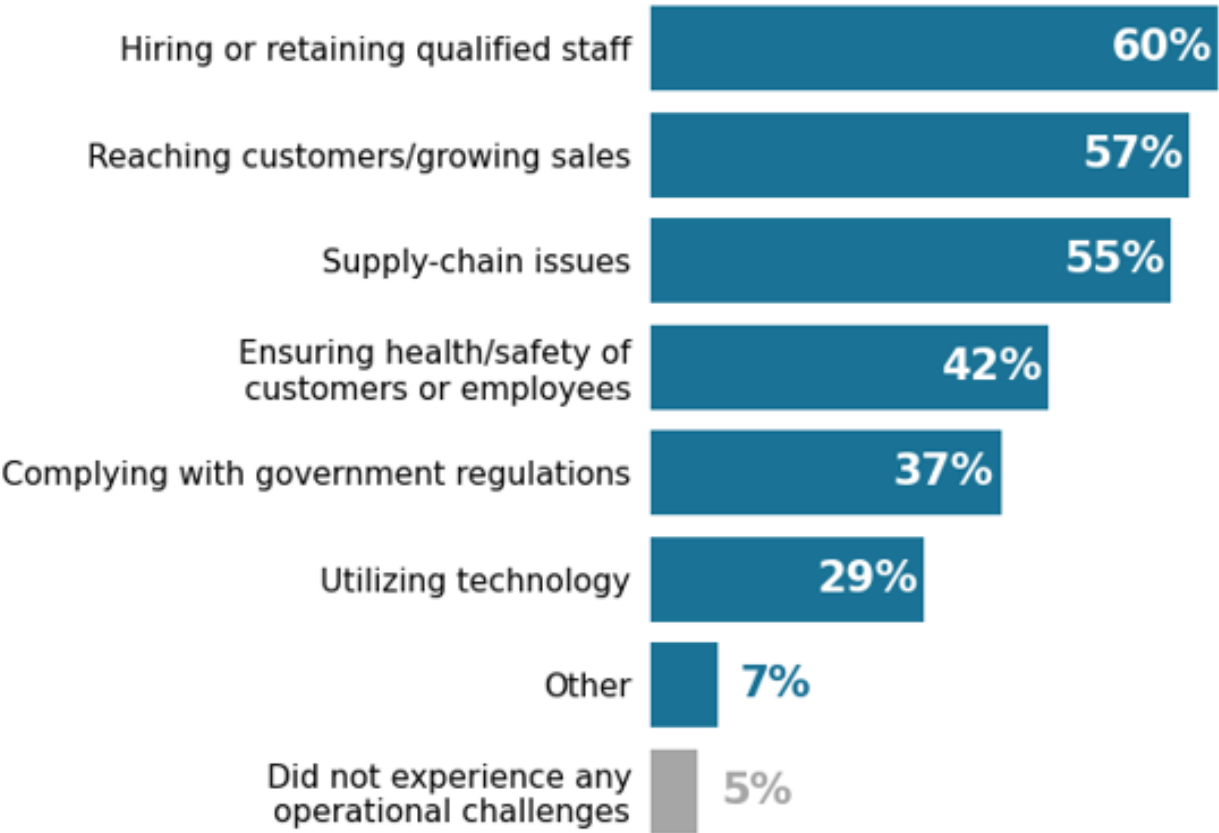 Hiring or retaining qualified staff 60%
Reaching customers/growing sales 57%
Supply-chain issues 55%
Ensuring health/safety of
customers or employees 42%
Complying with government regulations 37%
Utilizing technology 29%
Other 7%
Did not experience any
operational challenges 5%